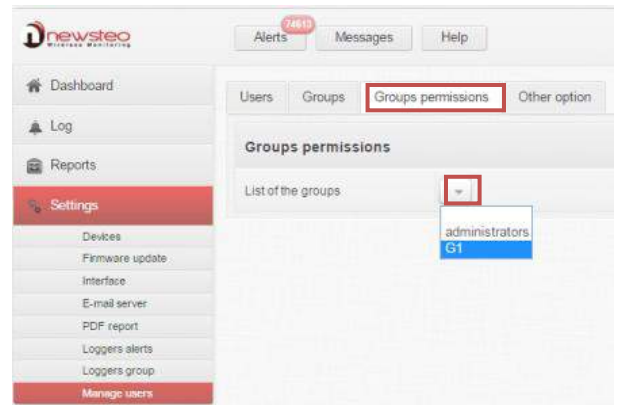 newsteo
Wireless Monitoring
Alerts
74613
Messages
Help
Dashboard
Log
Reports
Settings
Devices
Firmware update
Interface
E-mail server
PDF report
Loggers alerts
Loggers group
Manage users
Users
Groups
Groups permissions
Other option
Groups permissions
List of the groups
administrators
G1